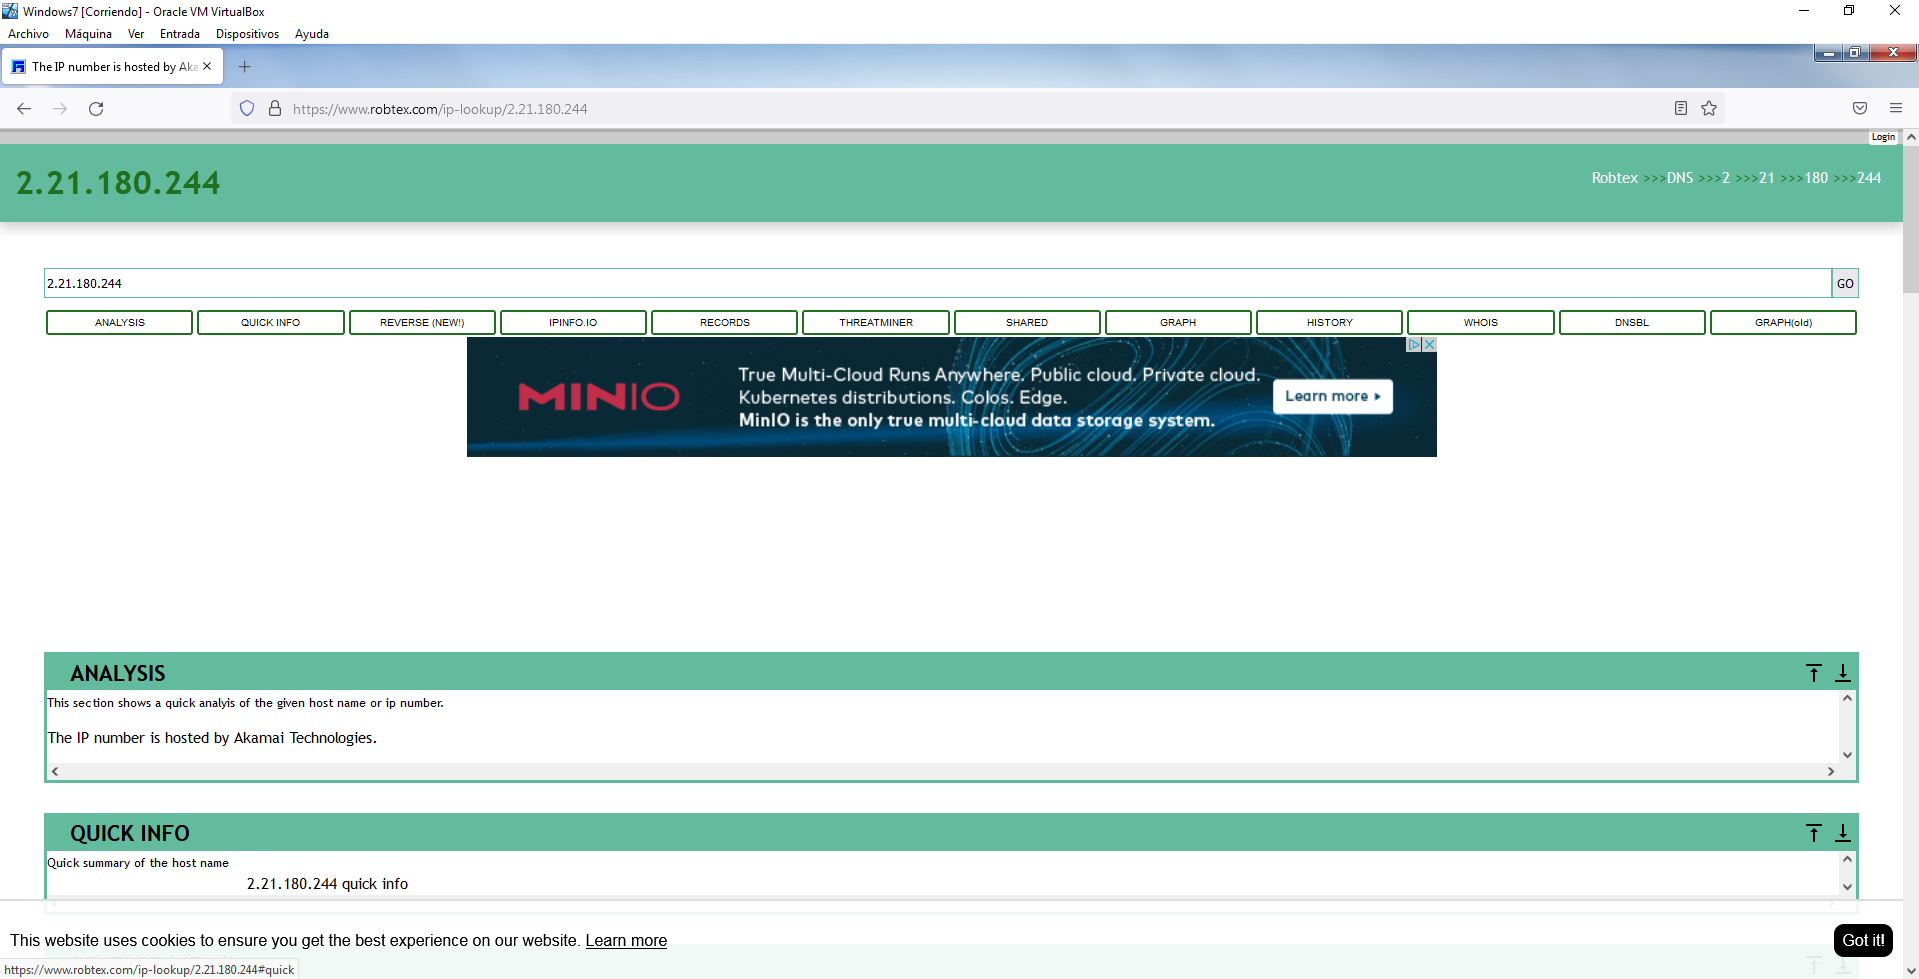 Windows7 [Corriendo] - Oracle VM VirtualBox
Archivo Máquina Ver Entrada Dispositivos Ayuda
The IP number is hosted by Aka
https://www.robtex.com/ip-lookup/2.21.180.244
Login
2.21.180.244
Robtex >>>DNS >>>2 >>>21 >>>180 >>>244
2.21.180.244 GO
ANALYSIS QUICK INFO REVERSE (NEW!) IPINFO.IO RECORDS THREATMINER SHARED GRAPH HISTORY WHOIS DNSBL GRAPH(old)
MINIO
True Multi-Cloud Runs Anywhere. Public cloud. Private cloud.
Kubernetes distributions. Colos. Edge.
MinIO is the only true multi-cloud data storage system.
Learn more
ANALYSIS
This section shows a quick analyis of the given host name or ip number.
The IP number is hosted by Akamai Technologies.
QUICK INFO
Quick summary of the host name
2.21.180.244 quick info
This website uses cookies to ensure you get the best experience on our website. Learn more
Got it!
https://www.robtex.com/ip-lookup/2.21.180.244#quick